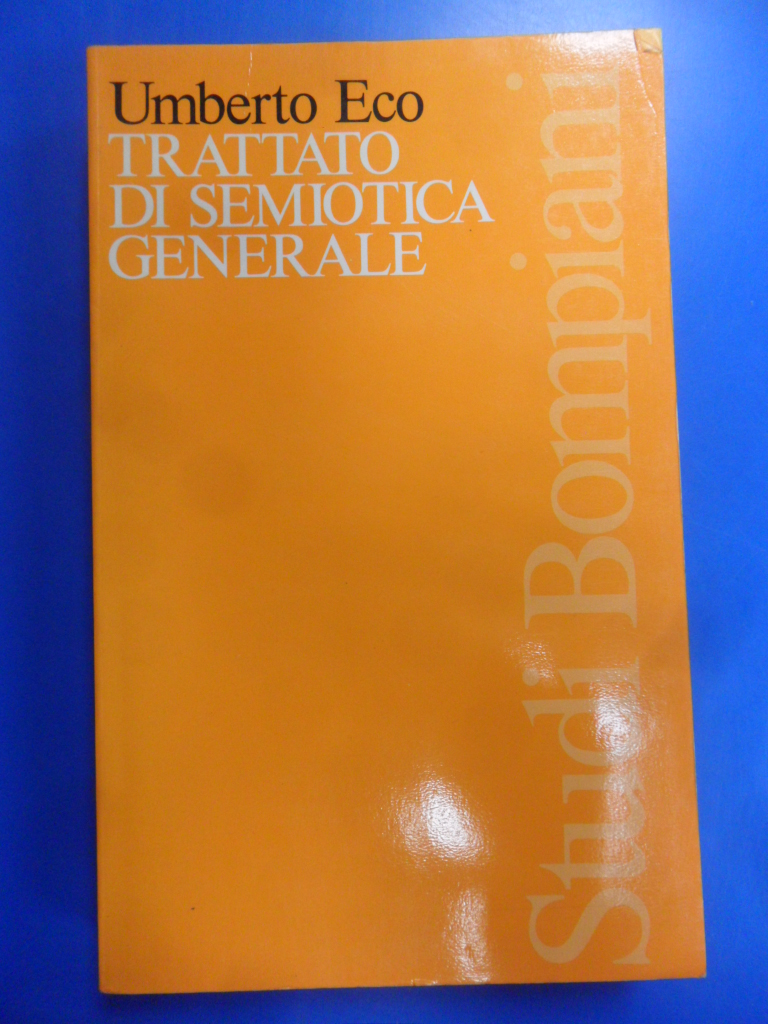 Umberto Eco
TRATTATO
DI SEMIOTICA
GENERALE
Studi Bompiani